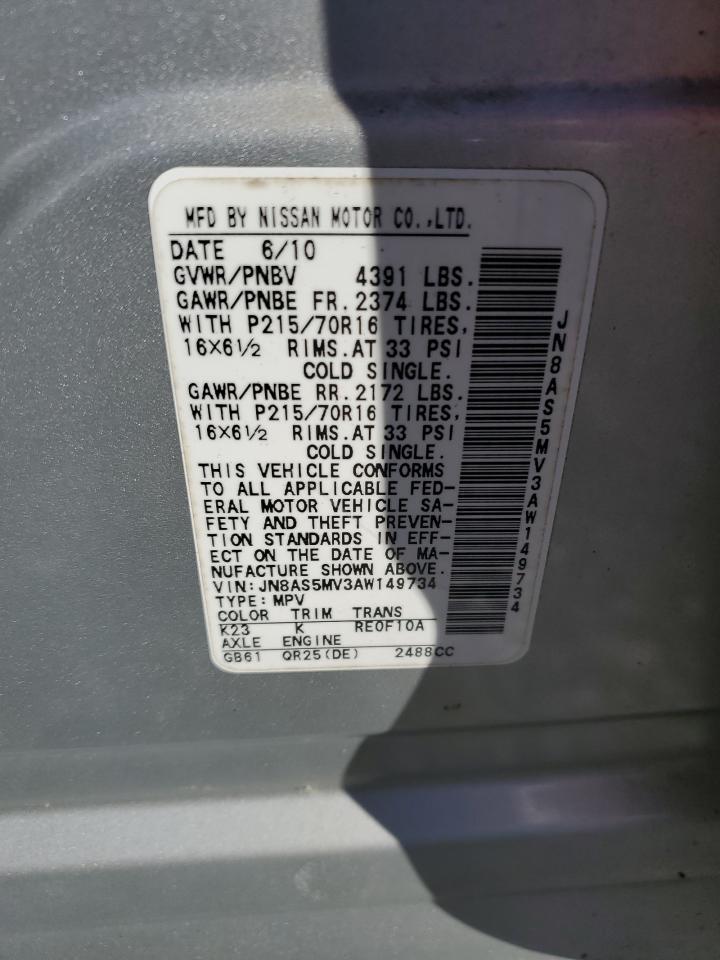 MFD BY NISSAN MOTOR CO.,LTD.
DATE 6/10
GVWR/PNBV 4391 LBS.
GAWR/PNBE FR. 2374 LBS.
WITH P215/70R16 TIRES,
16X6½ RIMS. AT 33 PSI
COLD SINGLE.
GAWR/PNBE RR. 2172 LBS.
WITH P215/70R16 TIRES,
16X6½ RIMS. AT 33 PSI
COLD SINGLE.
THIS VEHICLE CONFORMS
TO ALL APPLICABLE FED-
ERAL MOTOR VEHICLE SA-
FETY AND THEFT PREVEN-
TION STANDARDS IN EFF-
ECT ON THE DATE OF MA-
NUFACTURE SHOWN ABOVE.
VIN: JN8AS5MV3AW149734
TYPE: MPV
COLOR TRIM TRANS
K23 K RE0F10A
AXLE ENGINE
GB61 QR25(DE) 2488CC
JN8AS5MV3AW149734